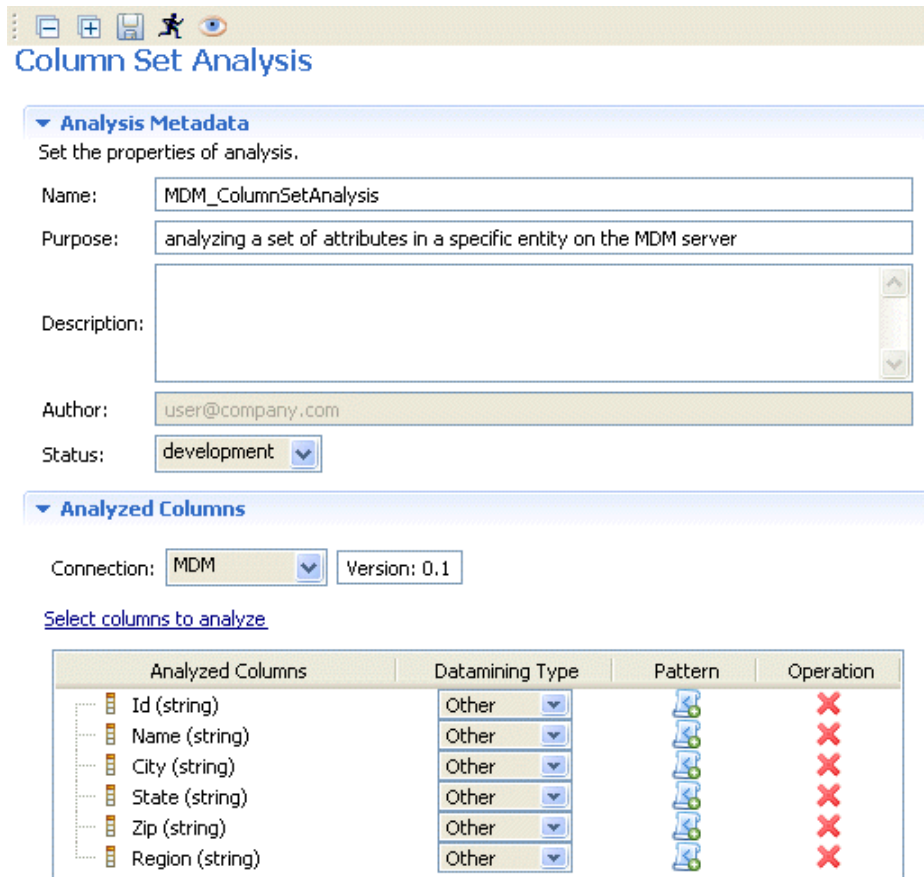 Column Set Analysis
Analysis Metadata
Set the properties of analysis.
Name: MDM_ColumnSetAnalysis
Purpose: analyzing a set of attributes in a specific entity on the MDM server
Description:
Author: user@company.com
Status: development
Analyzed Columns
Connection: MDM Version: 0.1
Select columns to analyze
Analyzed Columns Datamining Type Pattern Operation
Id (string) Other
Name (string) Other
City (string) Other
State (string) Other
Zip (string) Other
Region (string) Other